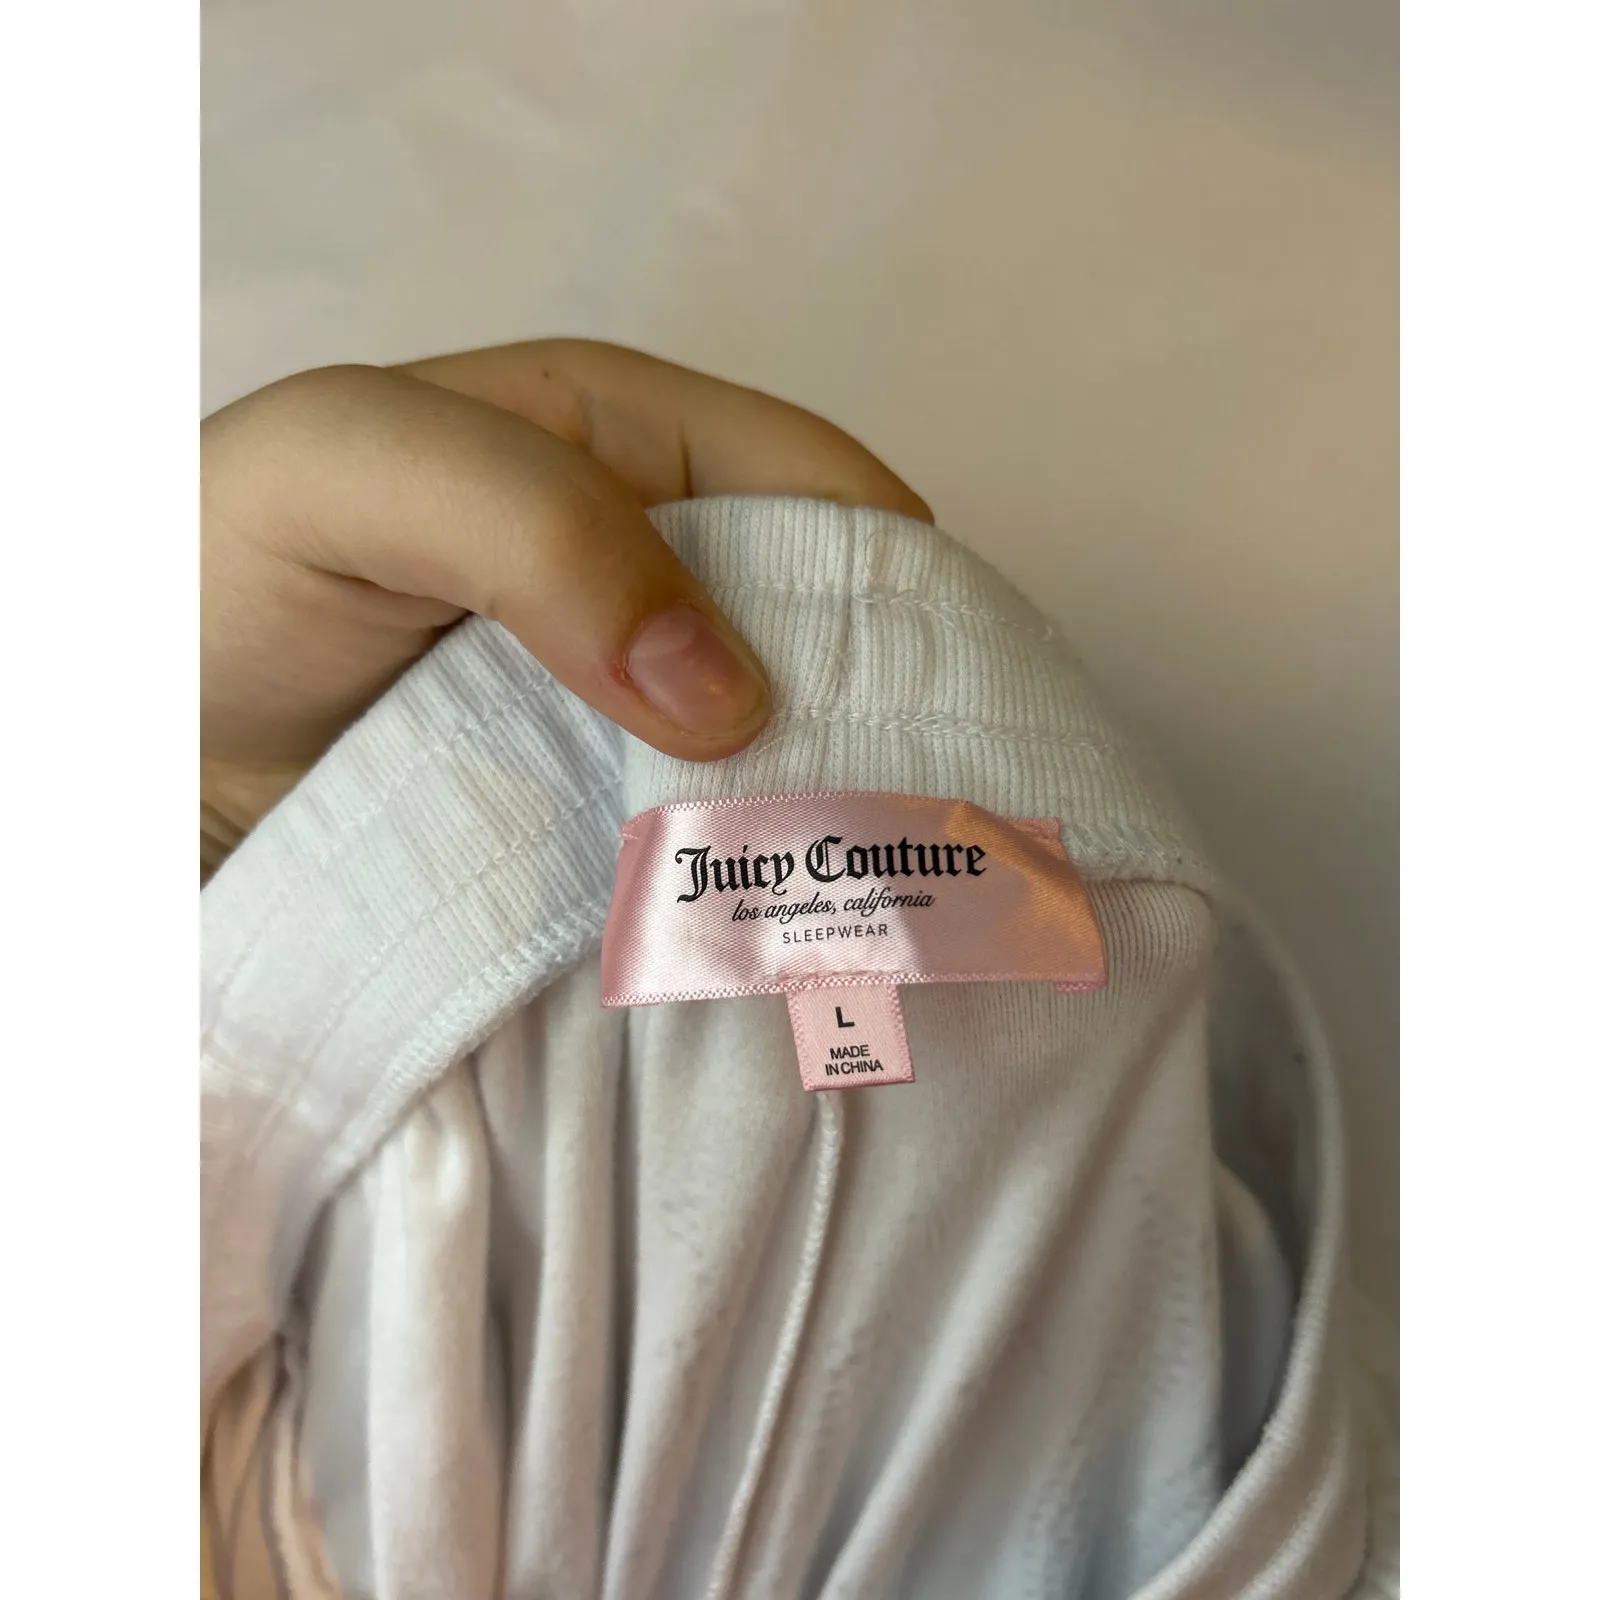 Juicy Couture
los angeles, california
SLEEPWEAR
L
MADE
IN CHINA